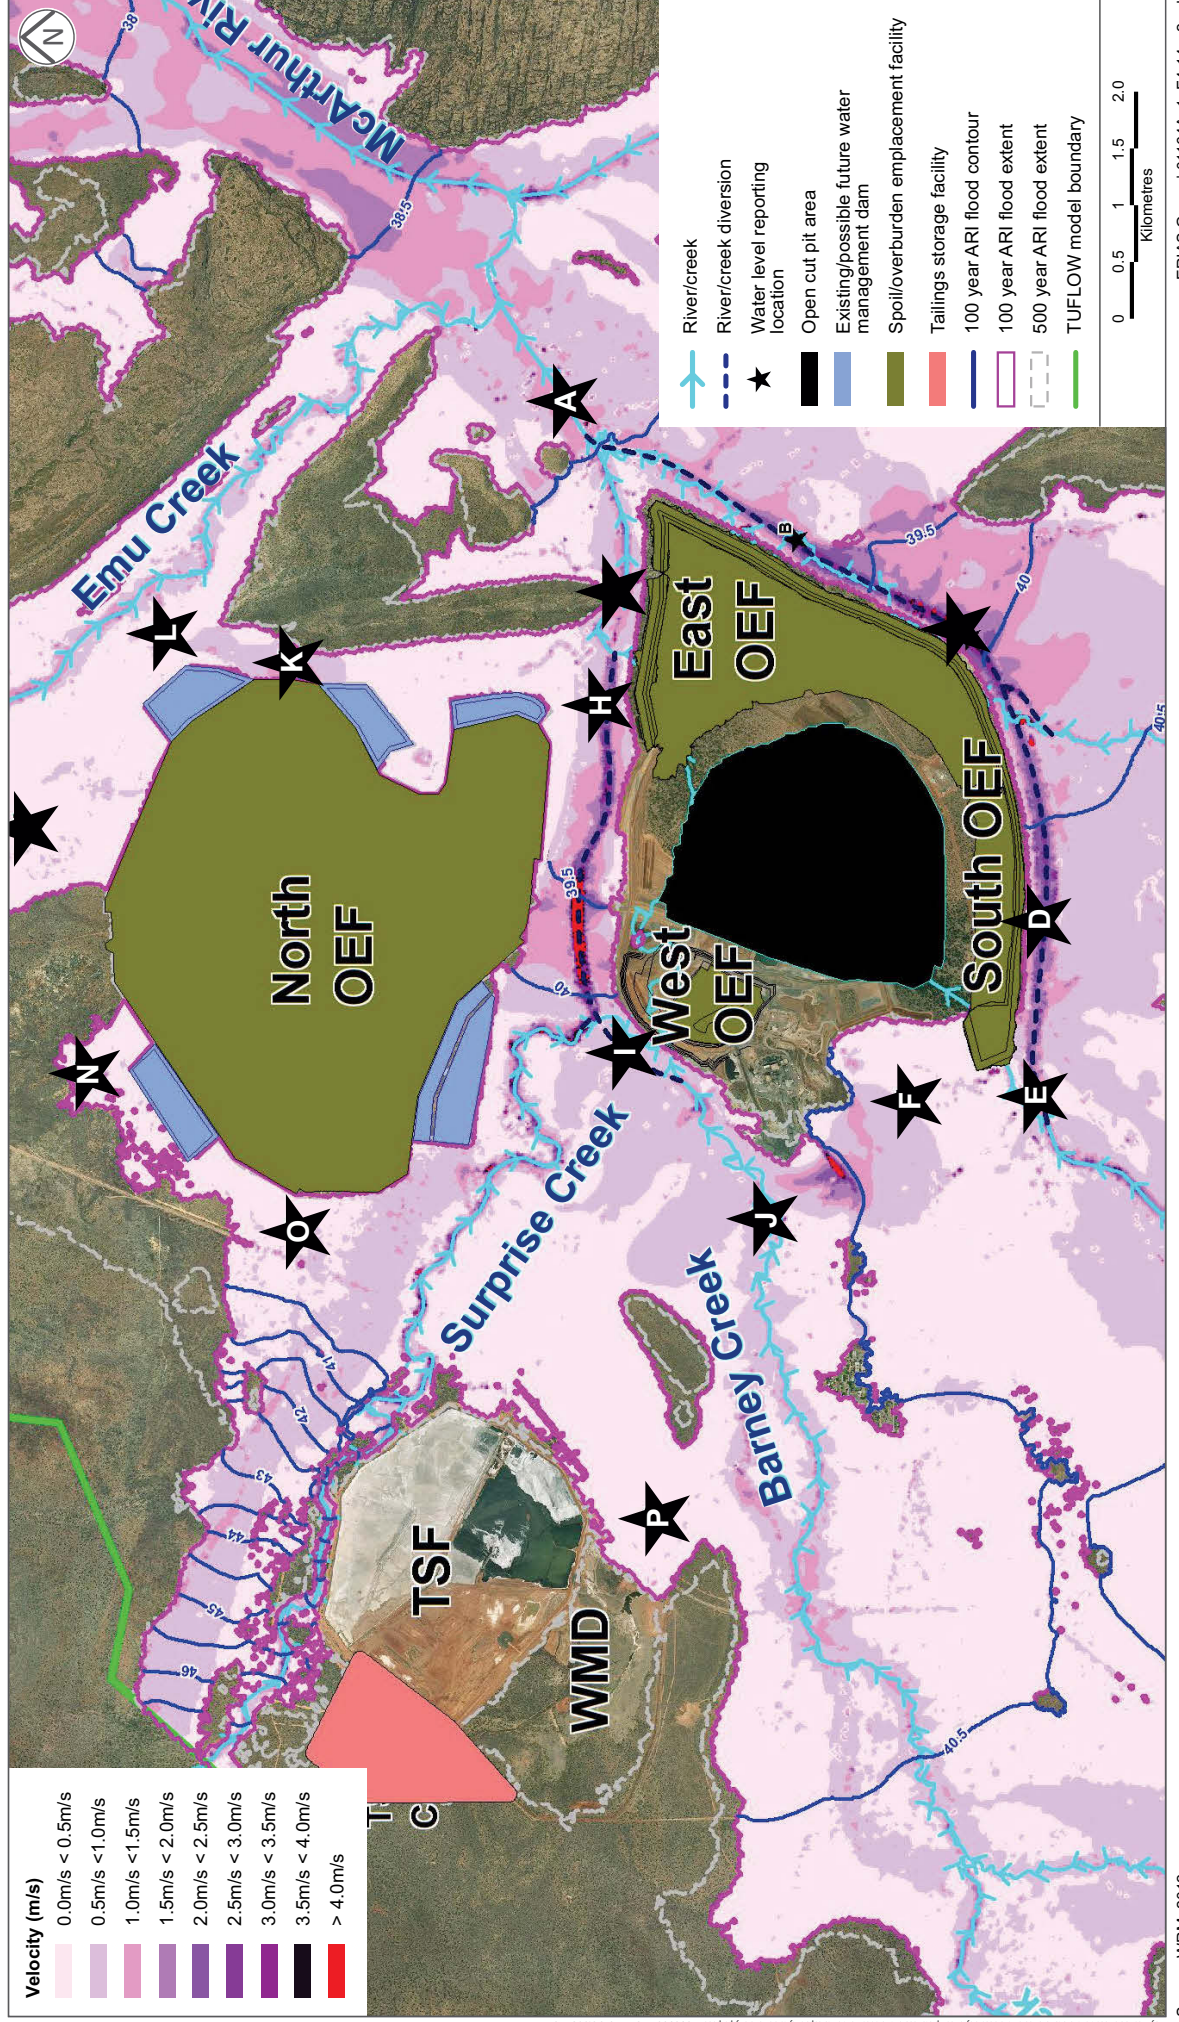 N
Velocity (m/s)
0.0m/s < 0.5m/s
0.5m/s <1.0m/s
1.0m/s <1.5m/s
1.5m/s < 2.0m/s
2.0m/s < 2.5m/s
2.5m/s < 3.0m/s
3.0m/s < 3.5m/s
3.5m/s < 4.0m/s
> 4.0m/s
46
45
44
43
42
41
T
C
TSF
WMD
P
O
N
North
OEF
L
K
Emu Creek
38
38.5
Surprise Creek
Barney Creek
J
I
40
39.5
H
A
B
West
OEF
East
OEF
South OEF
F
E
D
39.5
40
40.5
40.5
River/creek
River/creek diversion
Water level reporting
location
Open cut pit area
Existing/possible future water
management dam
Spoil/overburden emplacement facility
Tailings storage facility
100 year ARI flood contour
100 year ARI flood extent
500 year ARI flood extent
TUFLOW model boundary
0 0.5 1 1.5 2.0
Kilometres